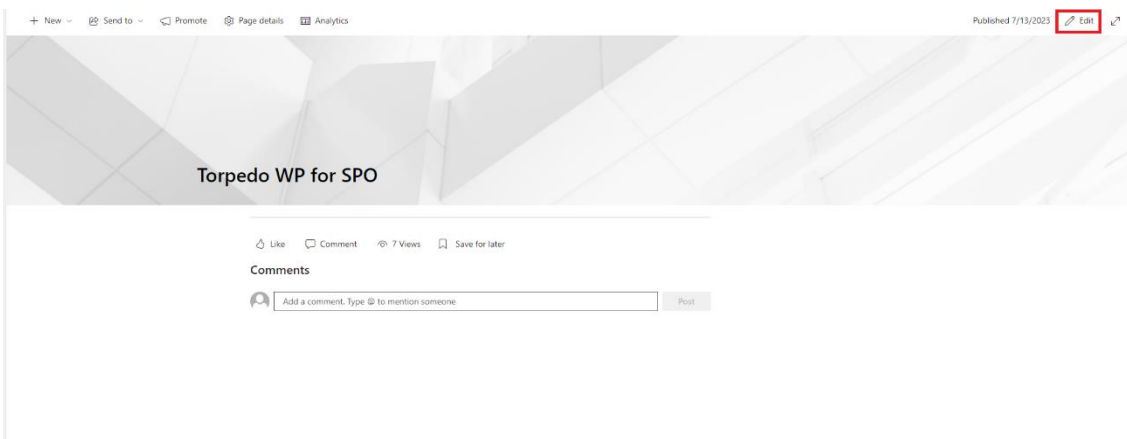 New Send to Promote Page details Analytics Published 7/13/2023 Edit
Torpedo WP for SPO
Like Comment 7 Views Save for later
Comments
Add a comment. Type @ to mention someone Post